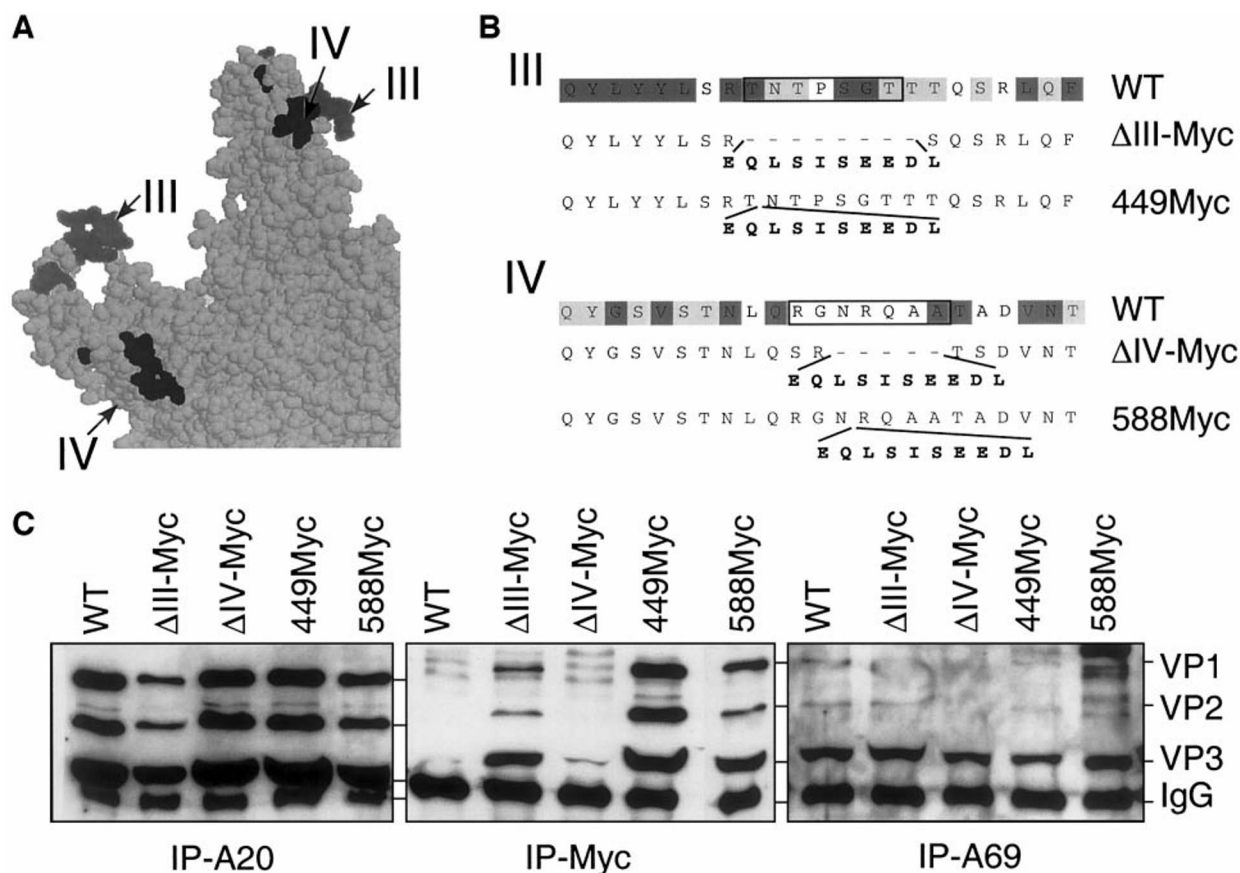 A
IV
III
III
IV
B
III
Q Y L Y Y L S R T N T P S G T T T Q S R L Q F WT
Q Y L Y Y L S R - - - - - - - - S Q S R L Q F ΔIII-Myc
E Q L S I S E E D L
Q Y L Y Y L S R T N T P S G T T T Q S R L Q F 449Myc
E Q L S I S E E D L
IV
Q Y G S V S T N L Q R G N R Q A A T A D V N T WT
Q Y G S V S T N L Q S R - - - - - T S D V N T ΔIV-Myc
E Q L S I S E E D L
Q Y G S V S T N L Q R G N R Q A A T A D V N T 588Myc
E Q L S I S E E D L
C
WT ΔIII-Myc ΔIV-Myc 449Myc 588Myc
WT ΔIII-Myc ΔIV-Myc 449Myc 588Myc
WT ΔIII-Myc ΔIV-Myc 449Myc 588Myc
VP1
VP2
VP3
IgG
IP-A20 IP-Myc IP-A69